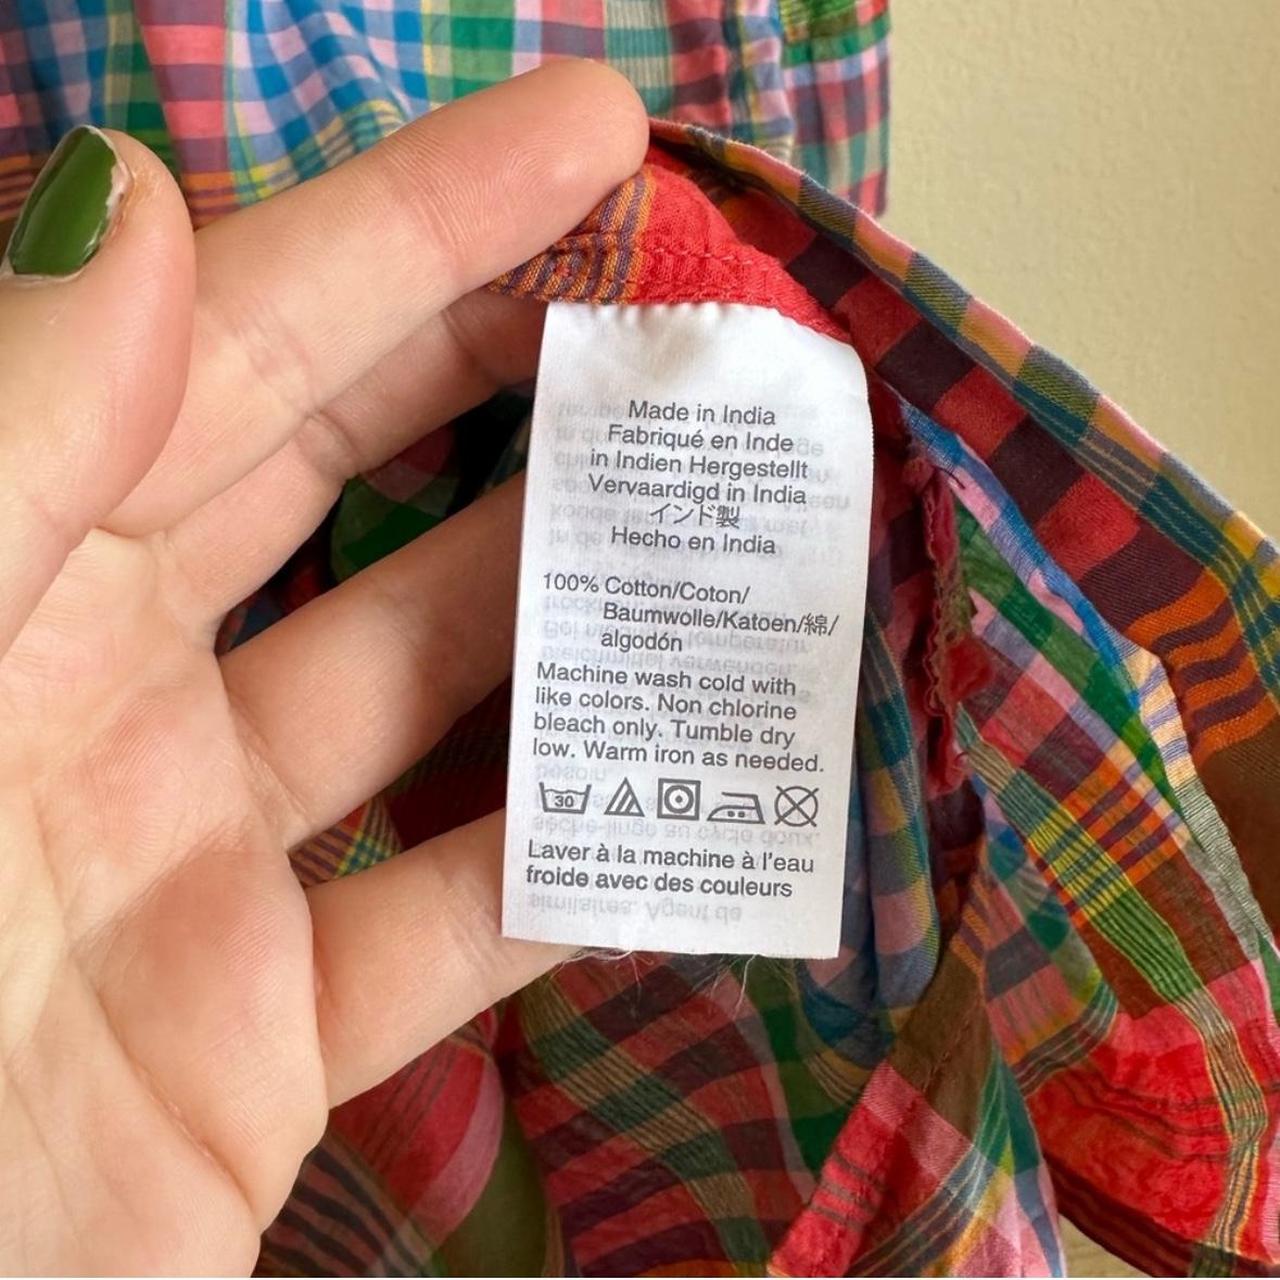 Made in India
Fabriqué en Inde
in Indien Hergestellt
Vervaardigd in India
インド製
Hecho en India
100% Cotton/Coton/
Baumwolle/Katoen/綿/
algodón
Machine wash cold with
like colors. Non chlorine
bleach only. Tumble dry
low. Warm iron as needed.
30
Laver à la machine à l'eau
froide avec des couleurs